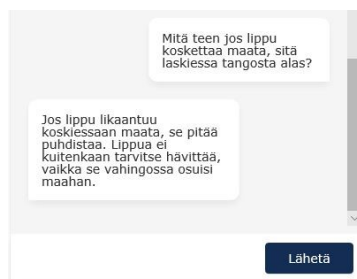 Mitä teen jos lippu
koskettaa maata, sitä
laskiessa tangosta alas?
Jos lippu likaantuu
koskiessaan maata, se pitää
puhdistaa. Lippua ei
kuitenkaan tarvitse hävittää,
vaikka se vahingossa osuisi
maahan.
Lähetä